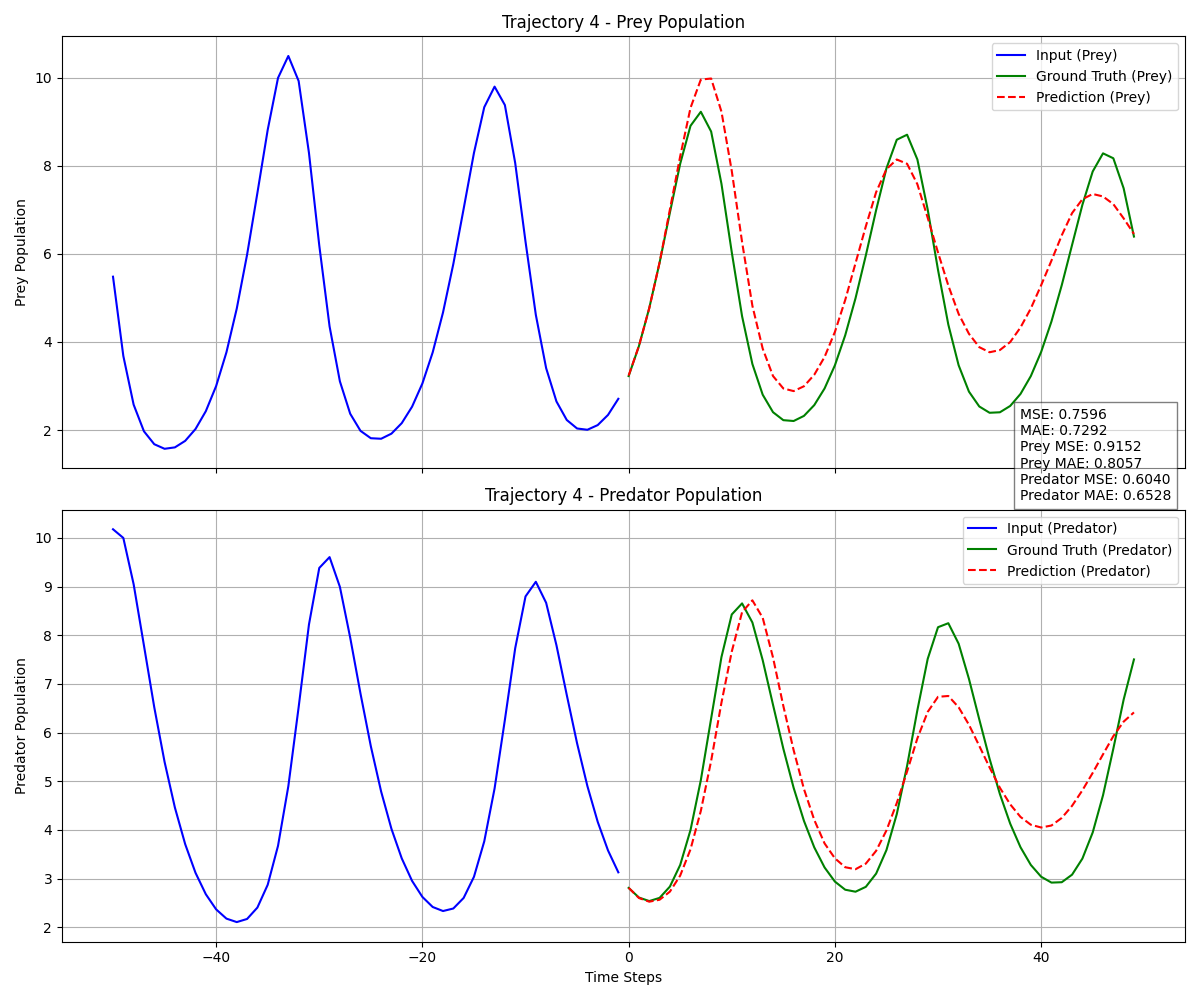 Trajectory 4 - Prey Population
Prey Population
10
8
6
4
2
Input (Prey)
Ground Truth (Prey)
Prediction (Prey)
MSE: 0.7596
MAE: 0.7292
Prey MSE: 0.9152
Prey MAE: 0.8057
Predator MSE: 0.6040
Predator MAE: 0.6528
Trajectory 4 - Predator Population
Predator Population
10
9
8
7
6
5
4
3
2
Input (Predator)
Ground Truth (Predator)
Prediction (Predator)
−40 −20 0 20 40
Time Steps